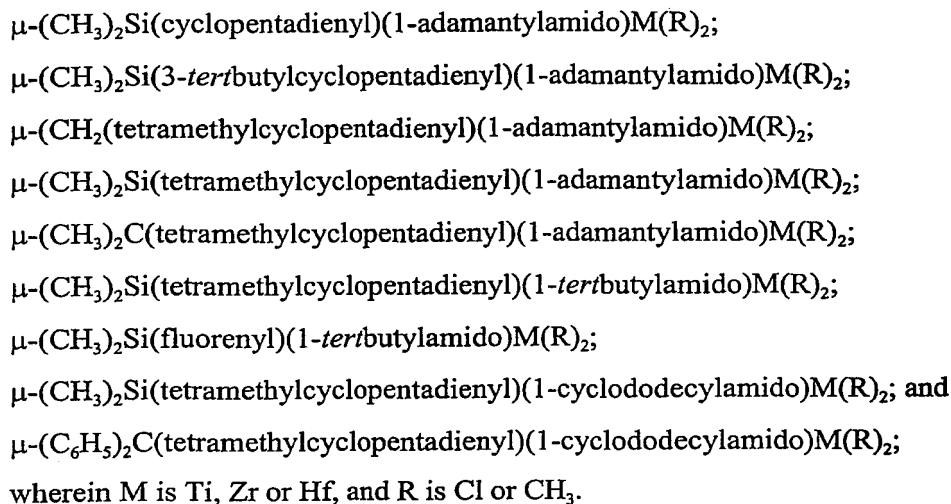 μ-(CH₃)₂Si(cyclopentadienyl)(1-adamantylamido)M(R)₂;
μ-(CH₃)₂Si(3-tertbutylcyclopentadienyl)(1-adamantylamido)M(R)₂;
μ-(CH₂(tetramethylcyclopentadienyl)(1-adamantylamido)M(R)₂;
μ-(CH₃)₂Si(tetramethylcyclopentadienyl)(1-adamantylamido)M(R)₂;
μ-(CH₃)₂C(tetramethylcyclopentadienyl)(1-adamantylamido)M(R)₂;
μ-(CH₃)₂Si(tetramethylcyclopentadienyl)(1-tertbutylamido)M(R)₂;
μ-(CH₃)₂Si(fluorenyl)(1-tertbutylamido)M(R)₂;
μ-(CH₃)₂Si(tetramethylcyclopentadienyl)(1-cyclododecylamido)M(R)₂; and
μ-(C₆H₅)₂C(tetramethylcyclopentadienyl)(1-cyclododecylamido)M(R)₂;
wherein M is Ti, Zr or Hf, and R is Cl or CH₃.